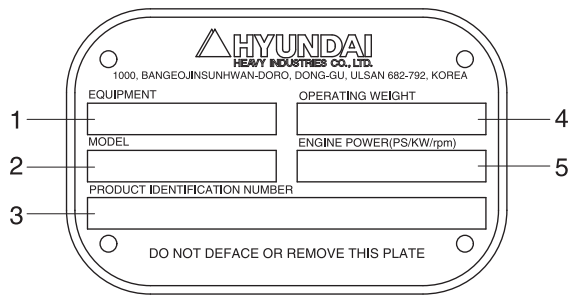 HYUNDAI
HEAVY INDUSTRIES CO., LTD.
1000, BANGEOJINSUNHWAN-DORO, DONG-GU, ULSAN 682-792, KOREA
EQUIPMENT
OPERATING WEIGHT
1
4
MODEL
ENGINE POWER(PS/KW/rpm)
2
5
PRODUCT IDENTIFICATION NUMBER
3
DO NOT DEFACE OR REMOVE THIS PLATE